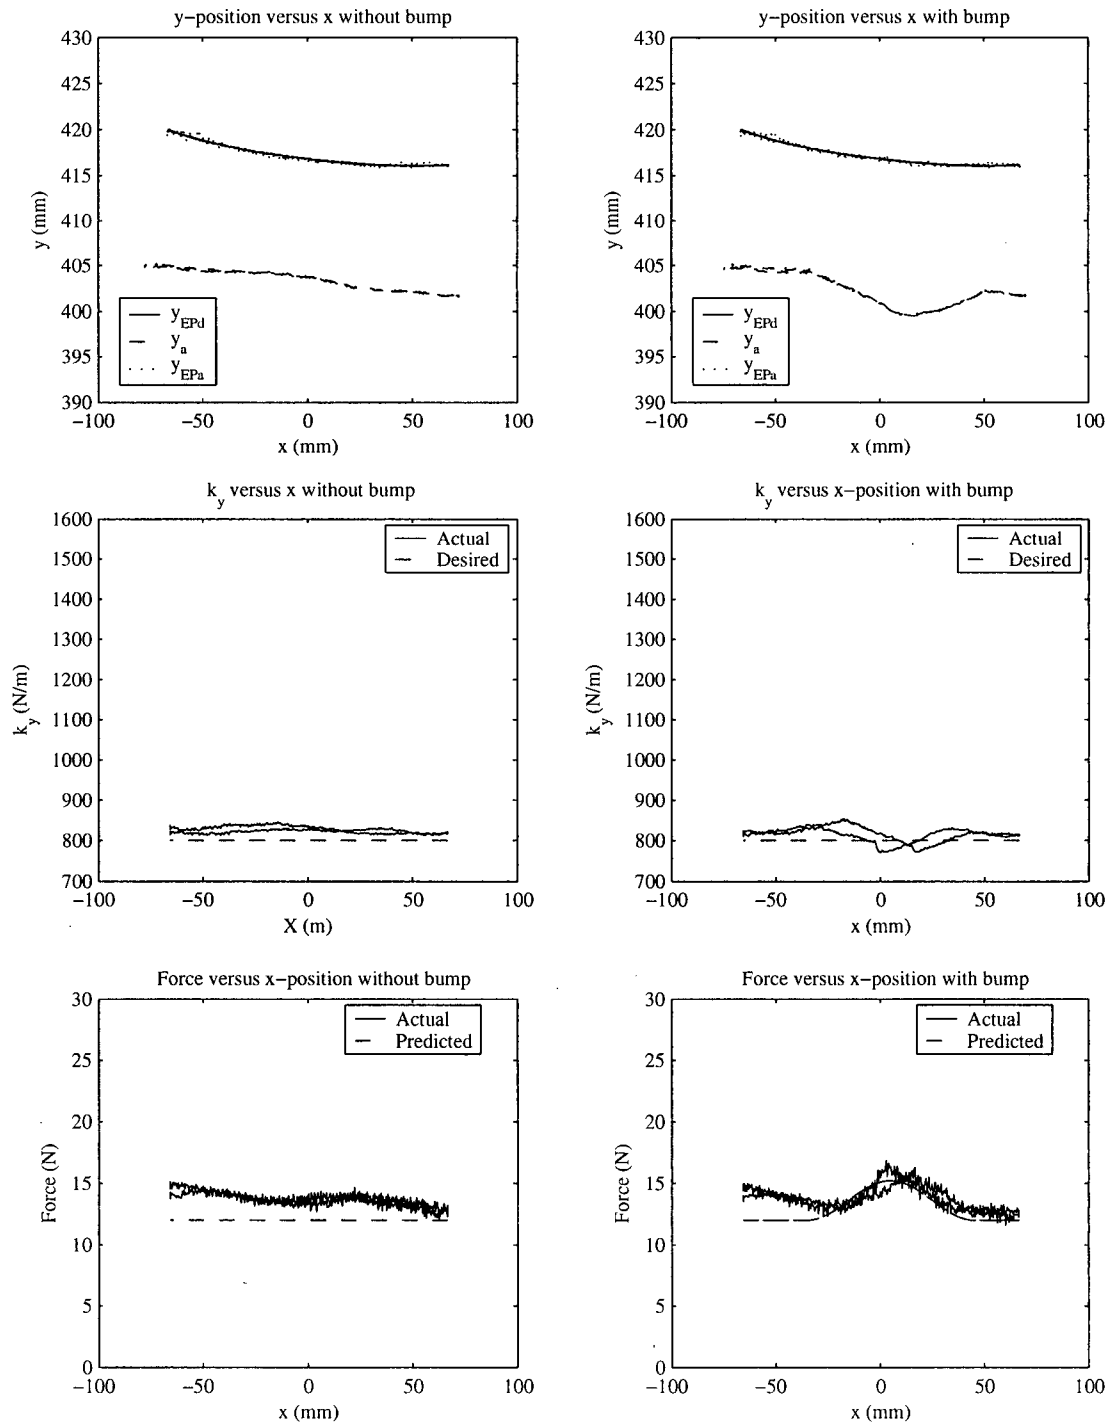 y−position versus x without bump
430
425
420
415
410
405
400
395
390
y (mm)
y_EPd
y_a
y_EPa
−100
−50
0
50
100
x (mm)
y−position versus x with bump
430
425
420
415
410
405
400
395
390
y (mm)
y_EPd
y_a
y_EPa
−100
−50
0
50
100
x (mm)
k_y versus x without bump
1600
1500
1400
1300
1200
1100
1000
900
800
700
k_y (N/m)
Actual
Desired
−100
−50
0
50
100
X (m)
k_y versus x−position with bump
1600
1500
1400
1300
1200
1100
1000
900
800
700
k_y (N/m)
Actual
Desired
−100
−50
0
50
100
x (mm)
Force versus x−position without bump
30
25
20
15
10
5
0
Force (N)
Actual
Predicted
−100
−50
0
50
100
x (mm)
Force versus x−position with bump
30
25
20
15
10
5
0
Force (N)
Actual
Predicted
−100
−50
0
50
100
x (mm)